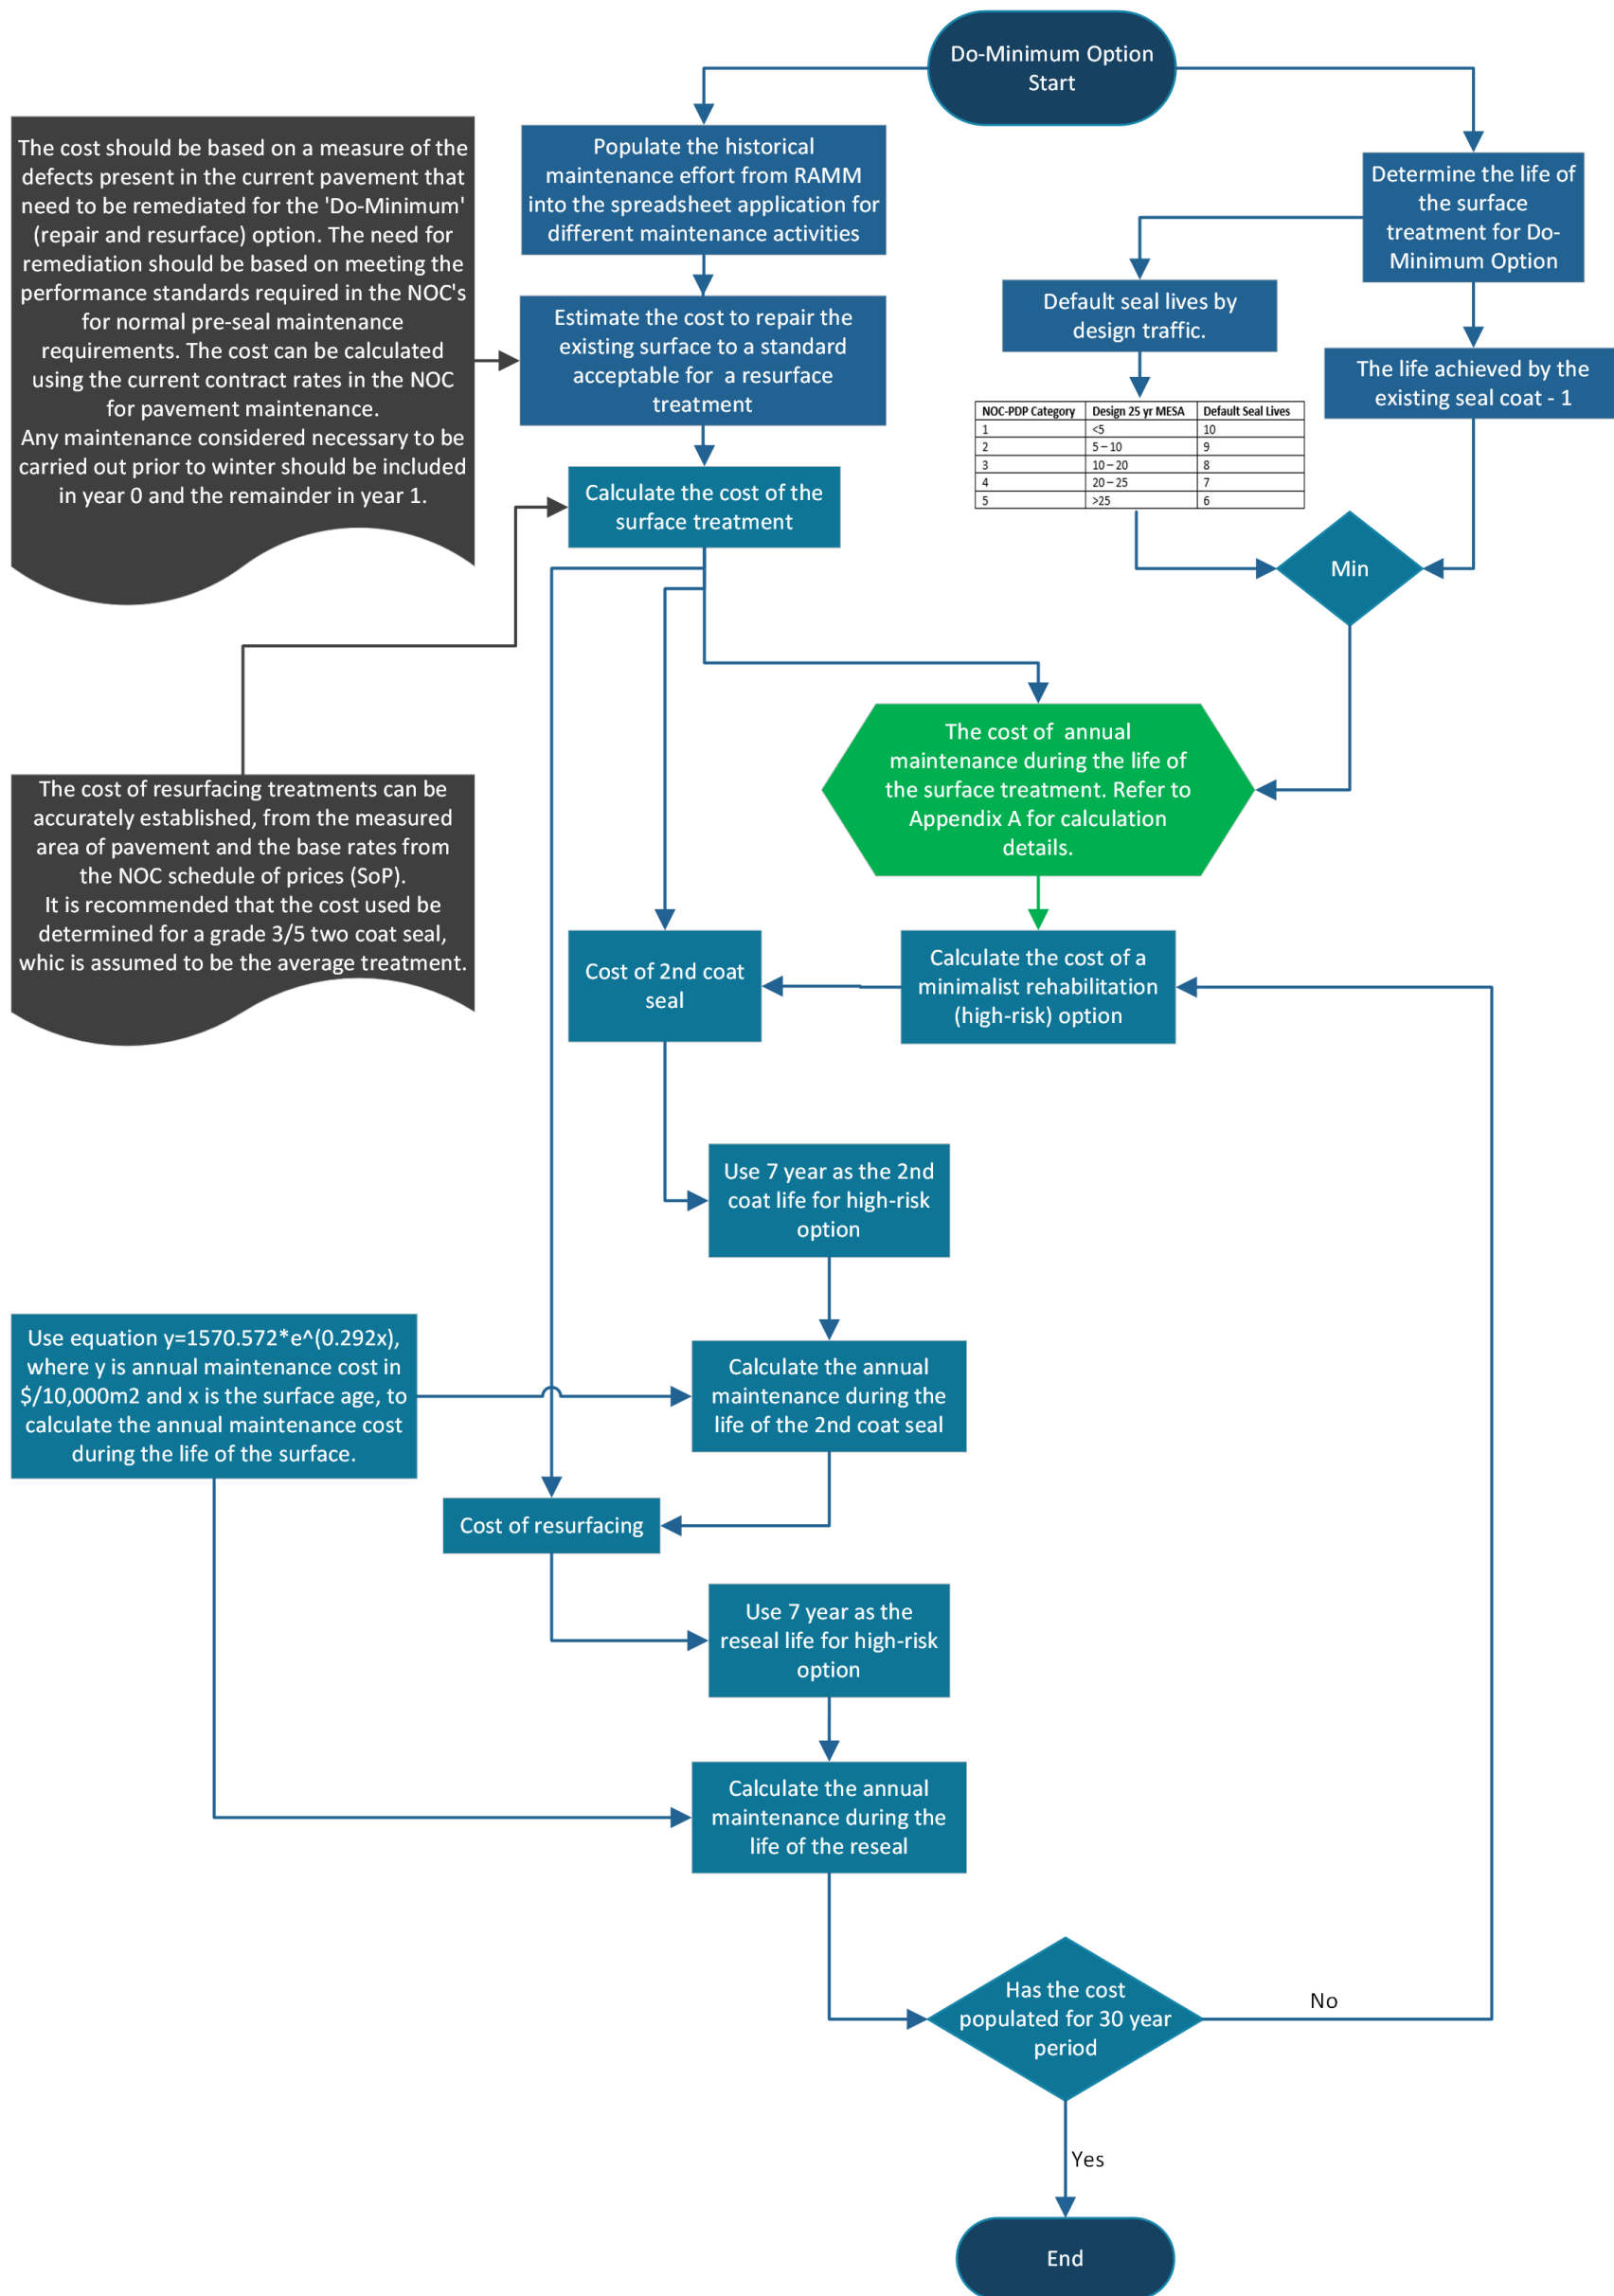 Do-Minimum Option
Start
The cost should be based on a measure of the
defects present in the current pavement that
need to be remediated for the 'Do-Minimum'
(repair and resurface) option. The need for
remediation should be based on meeting the
performance standards required in the NOC's
for normal pre-seal maintenance
requirements. The cost can be calculated
using the current contract rates in the NOC
for pavement maintenance.
Any maintenance considered necessary to be
carried out prior to winter should be included
in year 0 and the remainder in year 1.
Populate the historical
maintenance effort from RAMM
into the spreadsheet application for
different maintenance activities
Determine the life of
the surface
treatment for Do-
Minimum Option
Estimate the cost to repair the
existing surface to a standard
acceptable for a resurface
treatment
Default seal lives by
design traffic.
The life achieved by the
existing seal coat - 1
NOC-PDP Category Design 25 yr MESA Default Seal Lives
1 <5 10
2 5 – 10 9
3 10 – 20 8
4 20 – 25 7
5 >25 6
Calculate the cost of the
surface treatment
Min
The cost of annual
maintenance during the life of
the surface treatment. Refer to
Appendix A for calculation
details.
The cost of resurfacing treatments can be
accurately established, from the measured
area of pavement and the base rates from
the NOC schedule of prices (SoP).
It is recommended that the cost used be
determined for a grade 3/5 two coat seal,
whic is assumed to be the average treatment.
Cost of 2nd coat
seal
Calculate the cost of a
minimalist rehabilitation
(high-risk) option
Use 7 year as the 2nd
coat life for high-risk
option
Use equation y=1570.572*e^(0.292x),
where y is annual maintenance cost in
$/10,000m2 and x is the surface age, to
calculate the annual maintenance cost
during the life of the surface.
Calculate the annual
maintenance during the
life of the 2nd coat seal
Cost of resurfacing
Use 7 year as the
reseal life for high-risk
option
Calculate the annual
maintenance during the
life of the reseal
Has the cost
populated for 30 year
period
No
Yes
End